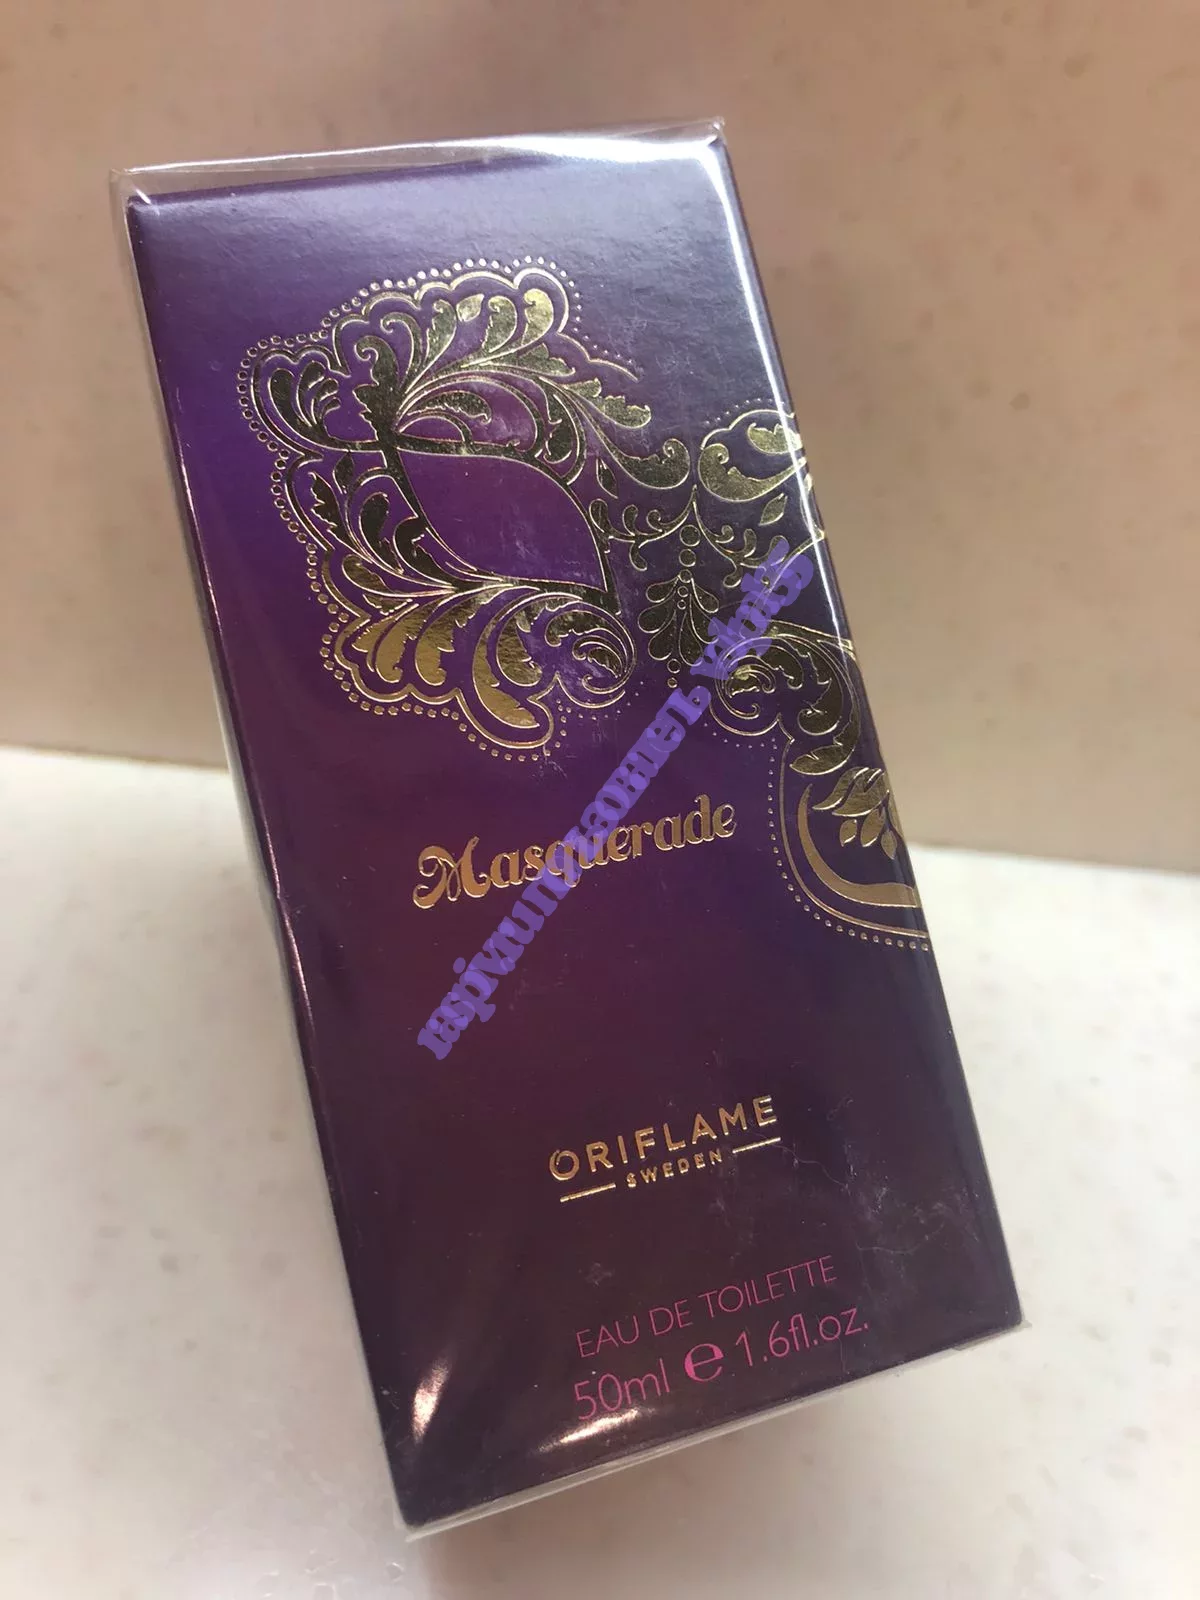 Masquerade
ORIFLAME
SWEDEN
EAU DE TOILETTE
50ml e 1.6fl.oz.